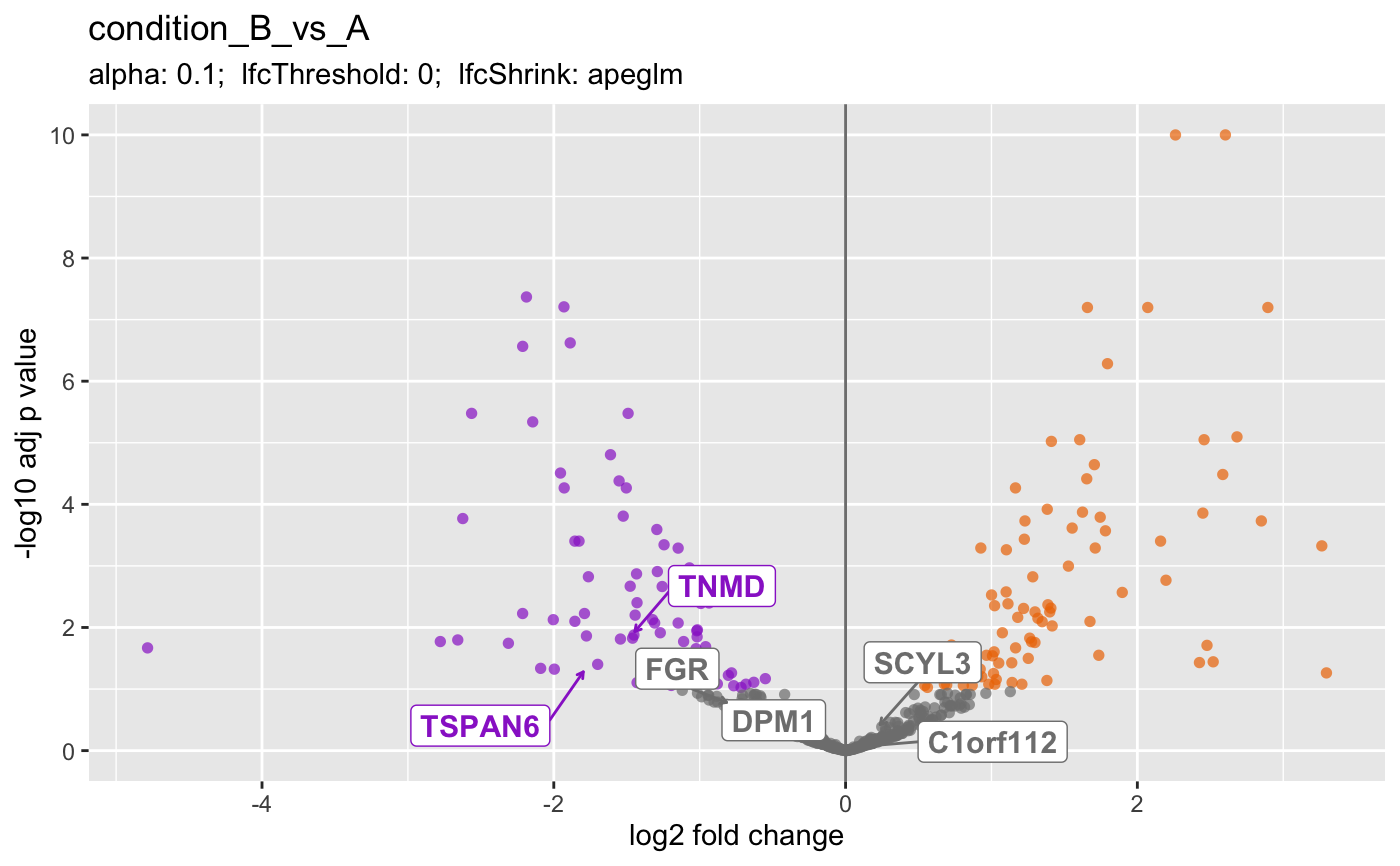 condition_B_vs_A
alpha: 0.1;  lfcThreshold: 0;  lfcShrink: apeglm
10
8
6
4
2
0
-log10 adj p value
TNMD
FGR
SCYL3
TSPAN6
DPM1
C1orf112
-4
-2
0
2
log2 fold change